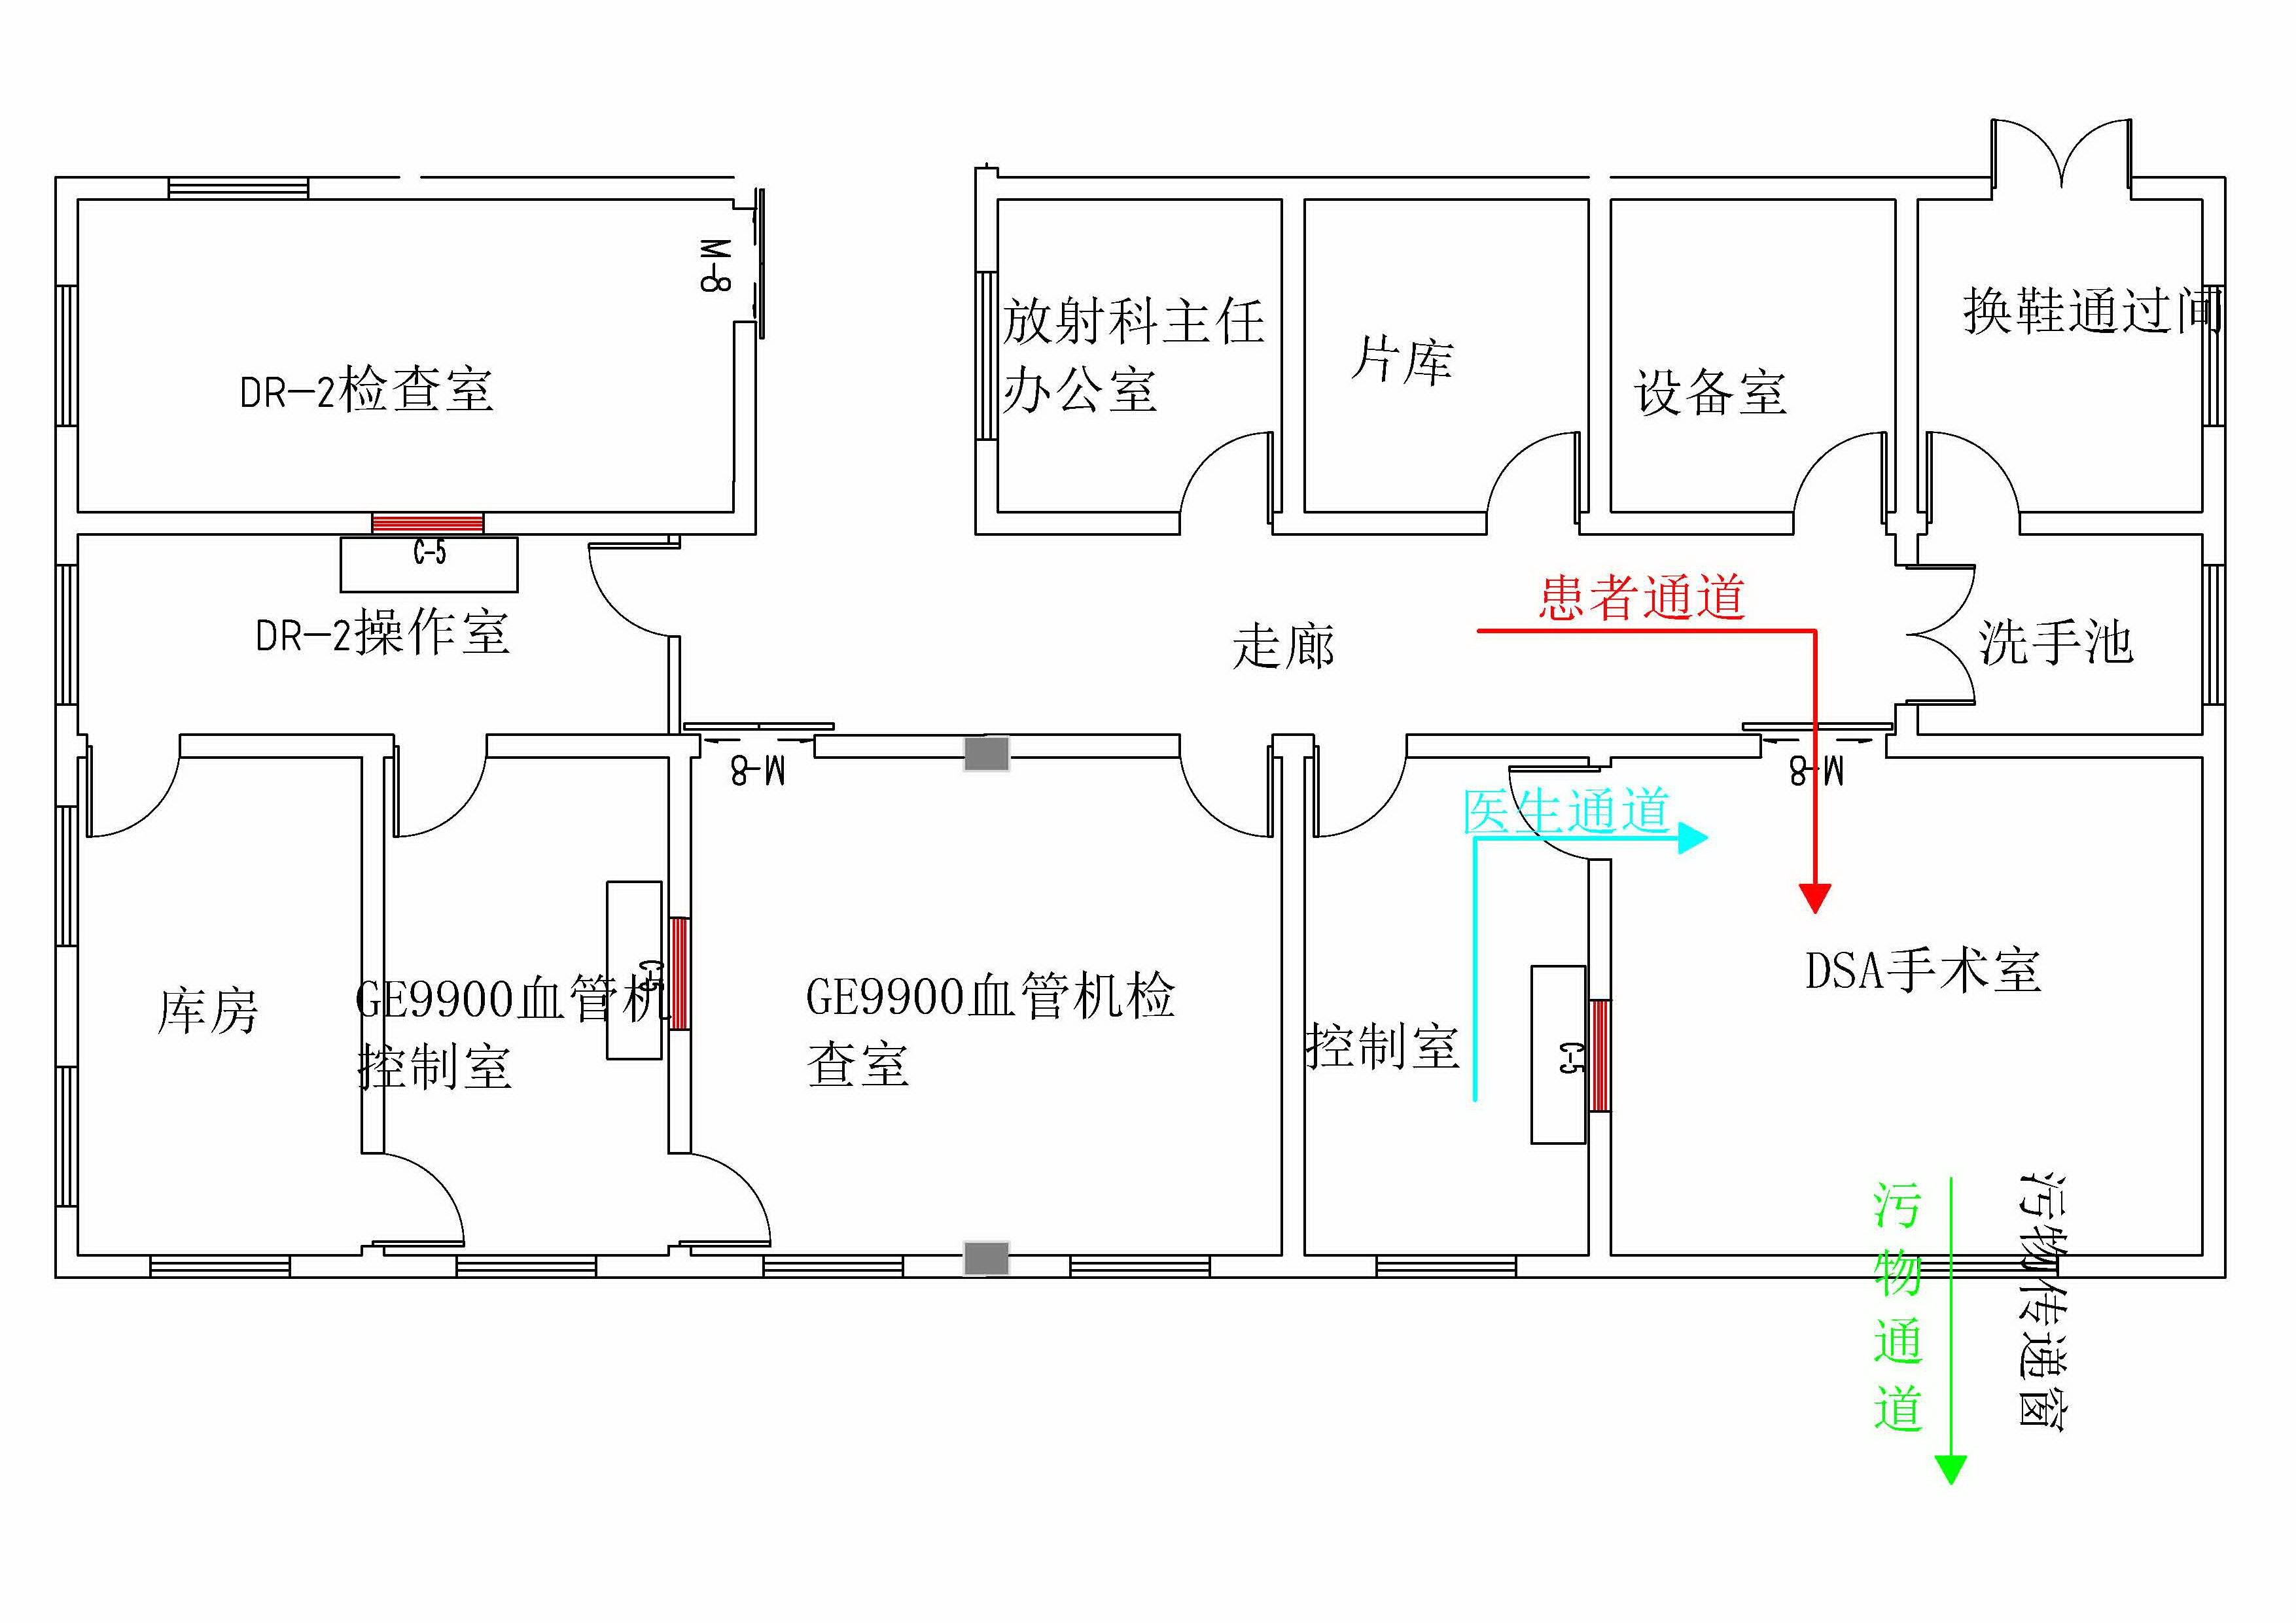 M-8
放射科主任
办公室
片库
设备室
换鞋通过间
DR-2检查室
C-5
DR-2操作室
走廊
患者通道
洗手池
M-8
M-8
医生通道
库房
GE9900血管机
控制室
C-5
GE9900血管机检
查室
控制室
C-5
DSA手术室
污物通道
污物传递窗